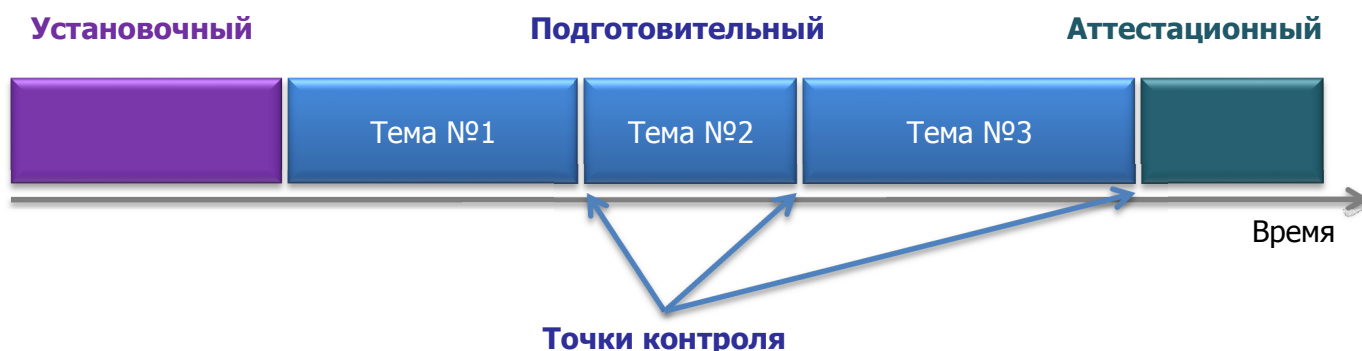 Установочный Подготовительный Аттестационный
Тема №1 Тема №2 Тема №3
Время
Точки контроля